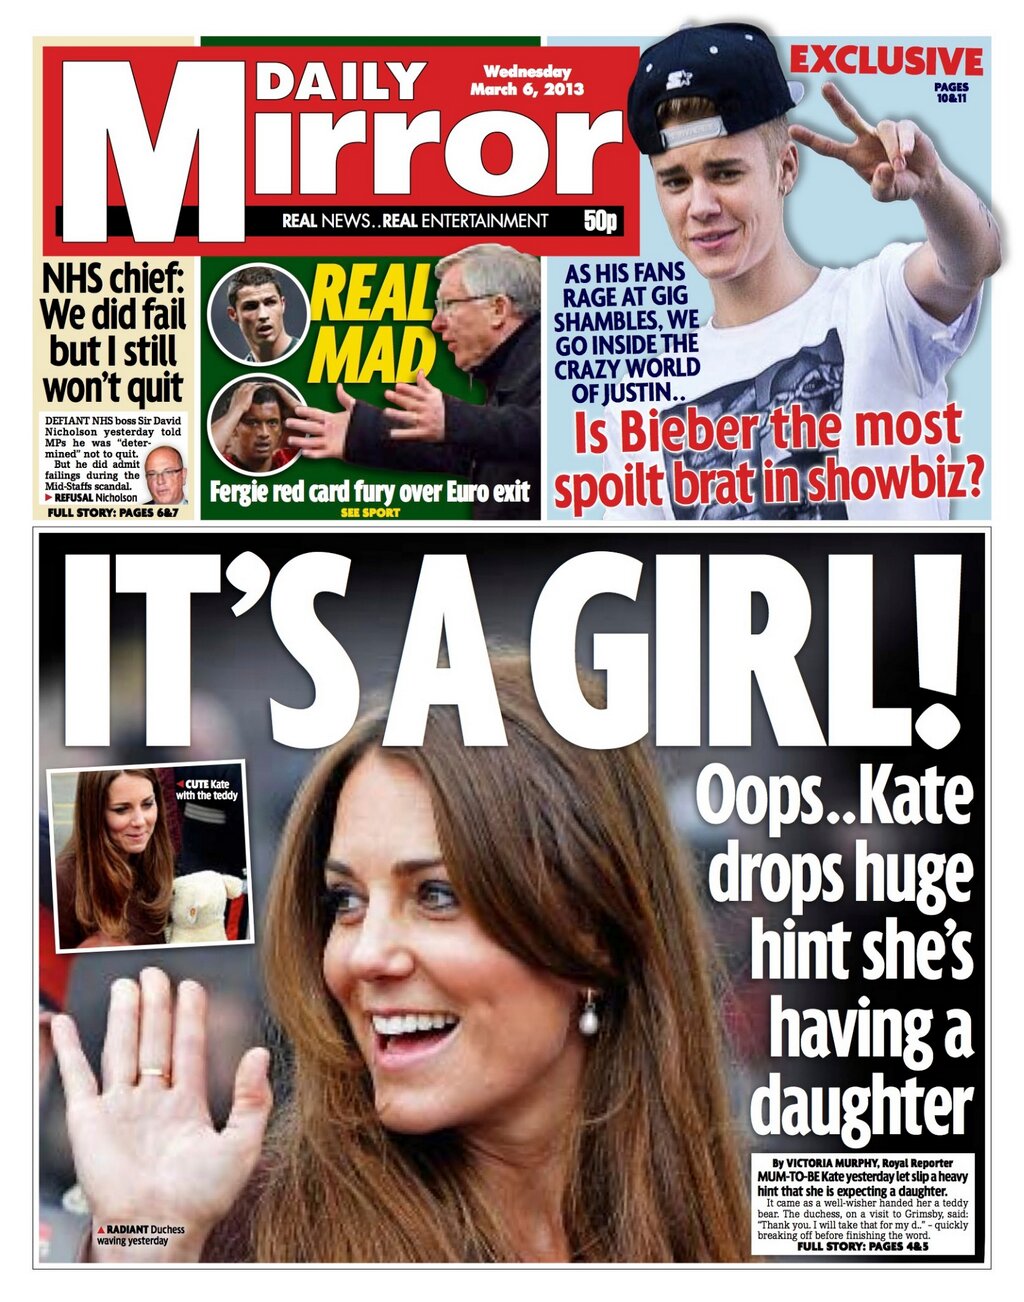 DAILY
Mirror
Wednesday
March 6, 2013
REAL NEWS..REAL ENTERTAINMENT
50p
EXCLUSIVE
PAGES
10&11
NHS chief:
We did fail
but I still
won't quit
DEFIANT NHS boss Sir David
Nicholson yesterday told
MPs he was "deter-
mined" not to quit.
But he did admit
failings during the
Mid-Staffs scandal.
► REFUSAL Nicholson
FULL STORY: PAGES 6&7
REAL
MAD
Fergie red card fury over Euro exit
SEE SPORT
AS HIS FANS
RAGE AT GIG
SHAMBLES, WE
GO INSIDE THE
CRAZY WORLD
OF JUSTIN..
Is Bieber the most
spoilt brat in showbiz?
IT'S A GIRL!
◄ CUTE Kate
with the teddy
Oops..Kate
drops huge
hint she's
having a
daughter
By VICTORIA MURPHY, Royal Reporter
MUM-TO-BE Kate yesterday let slip a heavy
hint that she is expecting a daughter.
It came as a well-wisher handed her a teddy
bear. The duchess, on a visit to Grimsby, said:
"Thank you. I will take that for my d.." – quickly
breaking off before finishing the word.
FULL STORY: PAGES 4&5
▲ RADIANT Duchess
waving yesterday